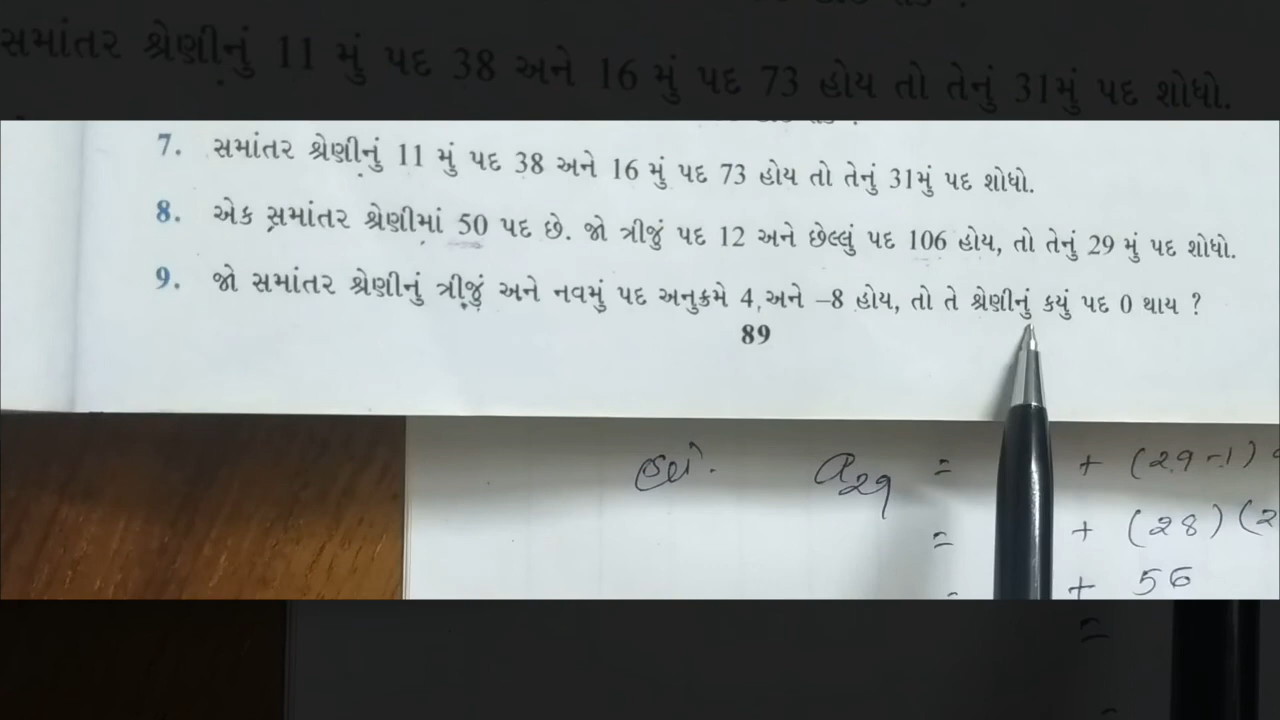 સમાંતર શ્રેણીનું 11 મું પદ 38 અને 16 મું પદ 73 હોય તો તેનું 31મું પદ શોધો.
7. સમાંતર શ્રેણીનું 11 મું પદ 38 અને 16 મું પદ 73 હોય તો તેનું 31મું પદ શોધો.
8. એક સમાંતર શ્રેણીમાં 50 પદ છે. જો ત્રીજું પદ 12 અને છેલ્લું પદ 106 હોય, તો તેનું 29 મું પદ શોધો.
9. જો સમાંતર શ્રેણીનું ત્રીજું અને નવમું પદ અનુક્રમે 4 અને –8 હોય, તો તે શ્રેણીનું કયું પદ 0 થાય ?
89
હવે. a29 = + (29-1)
= + (28) (2
= + 56
=